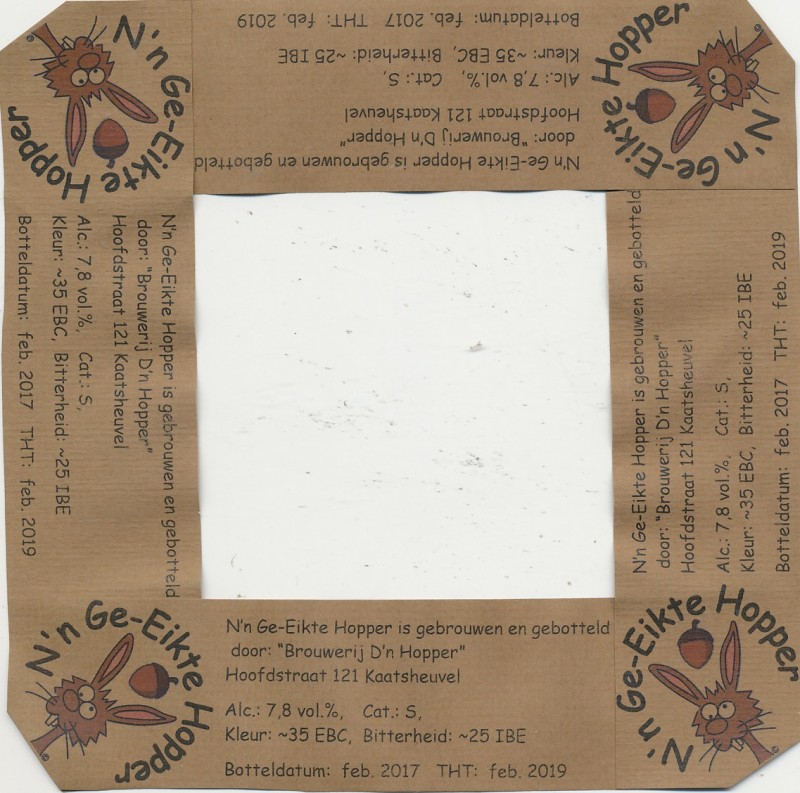 N'n Ge-Eikte Hopper
Botteldatum: feb. 2017 THT: feb. 2019
Kleur: ~35 EBC, Bitterheid: ~25 IBE
Alc.: 7,8 vol.%, Cat.: S,
Hoofdstraat 121 Kaatsheuvel
door: "Brouwerij D'n Hopper"
N'n Ge-Eikte Hopper is gebrouwen en gebotteld
N'n Ge-Eikte Hopper
N'n Ge-Eikte Hopper is gebrouwen en gebotteld
door: "Brouwerij D'n Hopper"
Hoofdstraat 121 Kaatsheuvel
Alc.: 7,8 vol.%, Cat.: S,
Kleur: ~35 EBC, Bitterheid: ~25 IBE
Botteldatum: feb. 2017 THT: feb. 2019
N'n Ge-Eikte Hopper is gebrouwen en gebotteld
door: "Brouwerij D'n Hopper"
Hoofdstraat 121 Kaatsheuvel
Alc.: 7,8 vol.%, Cat.: S,
Kleur: ~35 EBC, Bitterheid: ~25 IBE
Botteldatum: feb. 2017 THT: feb. 2019
N'n Ge-Eikte Hopper
N'n Ge-Eikte Hopper is gebrouwen en gebotteld
door: "Brouwerij D'n Hopper"
Hoofdstraat 121 Kaatsheuvel
Alc.: 7,8 vol.%, Cat.: S,
Kleur: ~35 EBC, Bitterheid: ~25 IBE
Botteldatum: feb. 2017 THT: feb. 2019
N'n Ge-Eikte Hopper